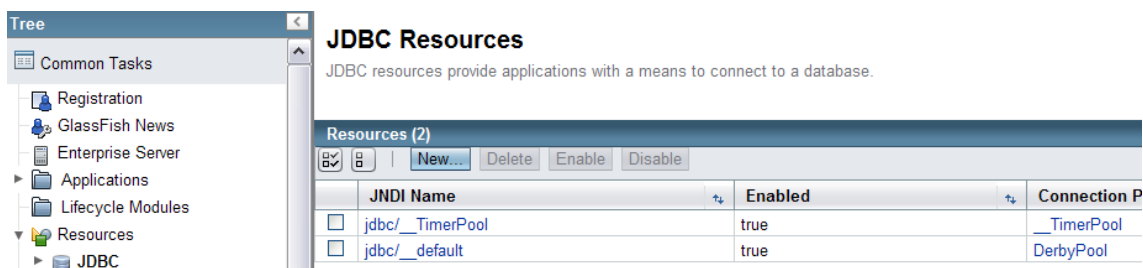 Tree
Common Tasks
Registration
GlassFish News
Enterprise Server
Applications
Lifecycle Modules
Resources
JDBC
JDBC Resources
JDBC resources provide applications with a means to connect to a database.
Resources (2)
New... Delete Enable Disable
JNDI Name Enabled Connection P
jdbc/__TimerPool true __TimerPool
jdbc/__default true DerbyPool